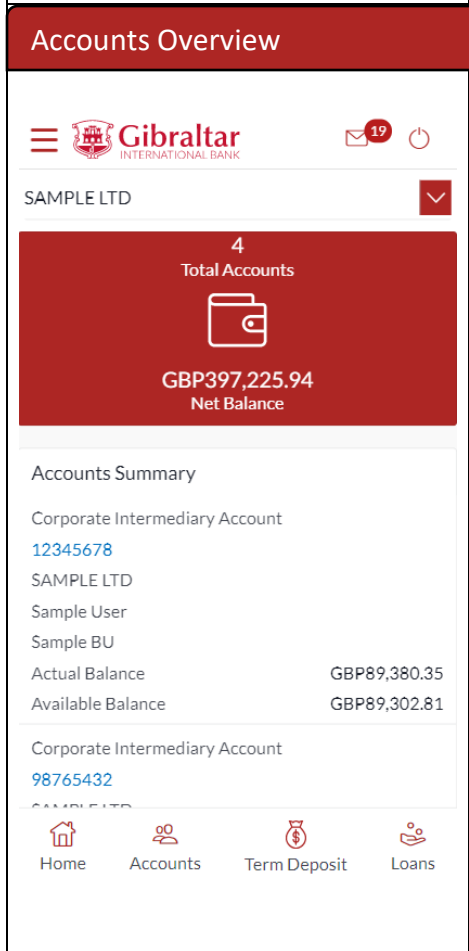 Accounts Overview
Gibraltar
INTERNATIONAL BANK
19
SAMPLE LTD
4
Total Accounts
GBP397,225.94
Net Balance
Accounts Summary
Corporate Intermediary Account
12345678
SAMPLE LTD
Sample User
Sample BU
Actual Balance GBP89,380.35
Available Balance GBP89,302.81
Corporate Intermediary Account
98765432
SAMPLE LTD
Home Accounts Term Deposit Loans